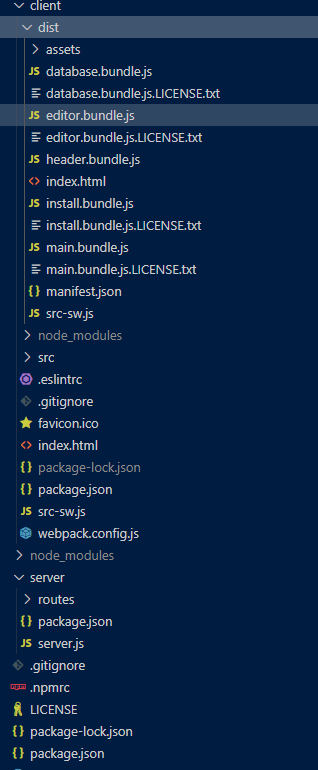 client
dist
assets
JS database.bundle.js
database.bundle.js.LICENSE.txt
JS editor.bundle.js
editor.bundle.js.LICENSE.txt
JS header.bundle.js
<> index.html
JS install.bundle.js
install.bundle.js.LICENSE.txt
JS main.bundle.js
main.bundle.js.LICENSE.txt
{} manifest.json
JS src-sw.js
node_modules
src
.eslintrc
.gitignore
favicon.ico
<> index.html
{} package-lock.json
{} package.json
JS src-sw.js
webpack.config.js
node_modules
server
routes
{} package.json
JS server.js
.gitignore
npm .npmrc
LICENSE
{} package-lock.json
{} package.json